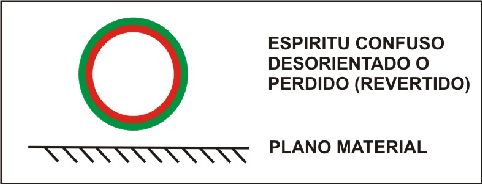 ESPIRITU CONFUSO
DESORIENTADO O
PERDIDO (REVERTIDO)
PLANO MATERIAL